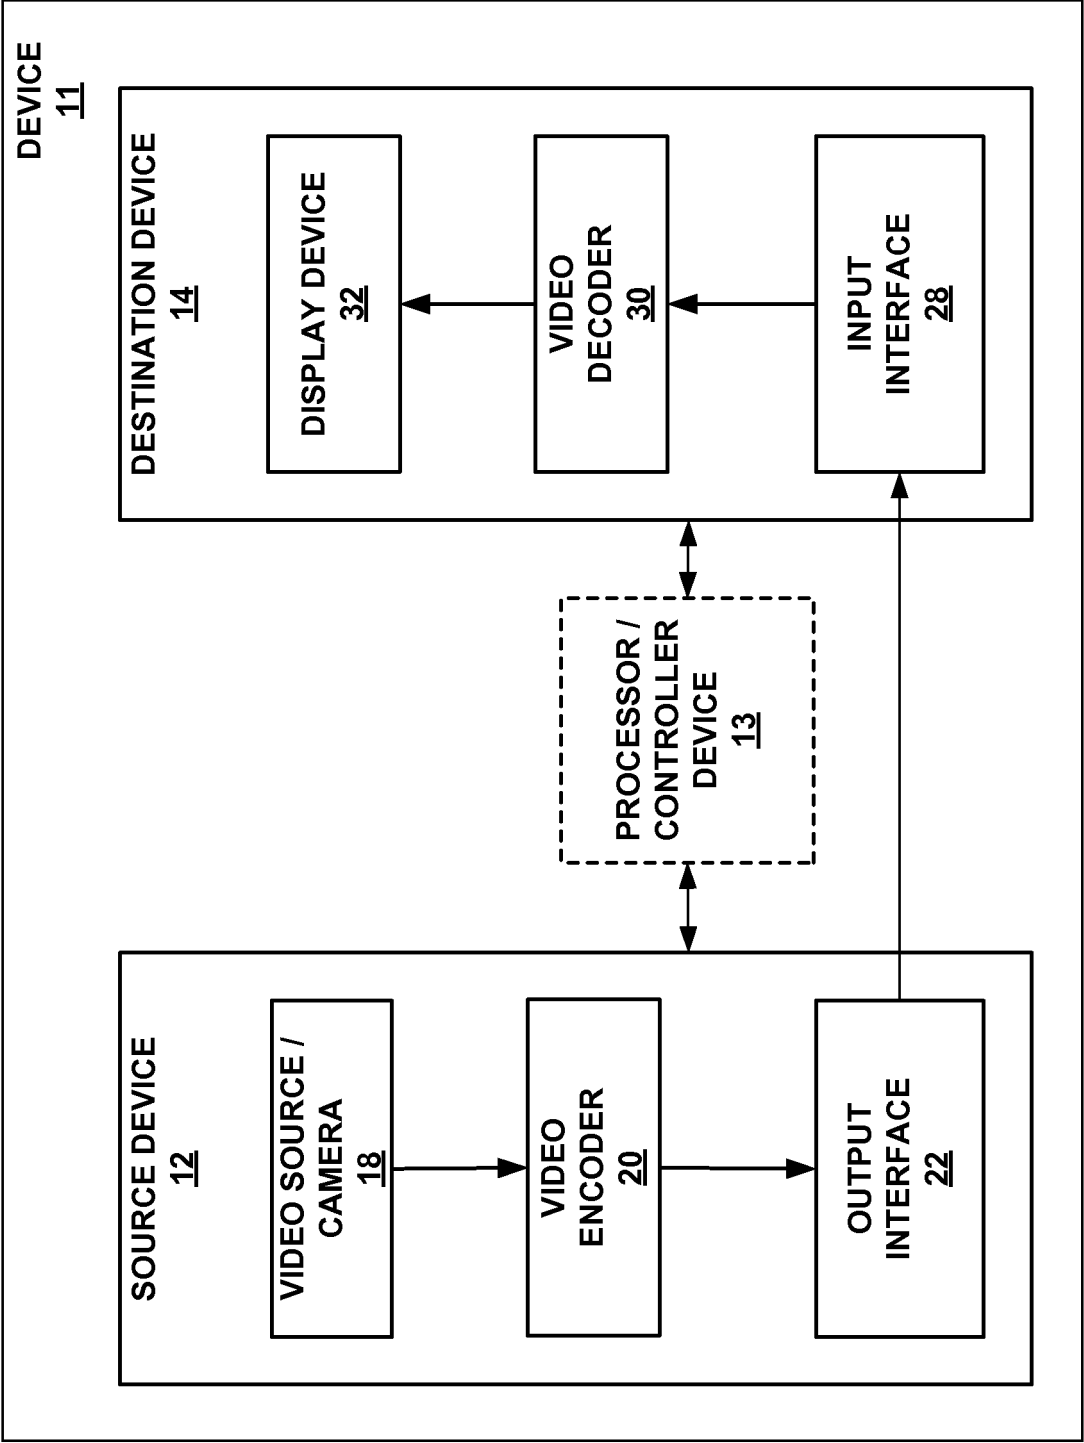 DEVICE
11
SOURCE DEVICE
12
VIDEO SOURCE /
CAMERA
18
VIDEO
ENCODER
20
OUTPUT
INTERFACE
22
PROCESSOR /
CONTROLLER
DEVICE
13
DESTINATION DEVICE
14
DISPLAY DEVICE
32
VIDEO
DECODER
30
INPUT
INTERFACE
28